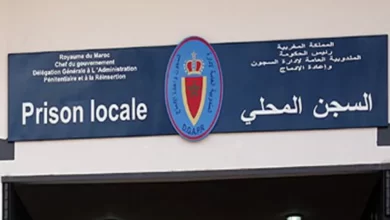 Royaume du Maroc
Chef du gouvernement
Délégation Générale à L'Administration
Pénitentiaire et à la Réinsertion
Prison locale
المملكة المغربية
رئيس الحكومة
المندوبية العامة لإدارة السجون
وإعادة الإدماج
السجن المحلي
D.G.A.P.R